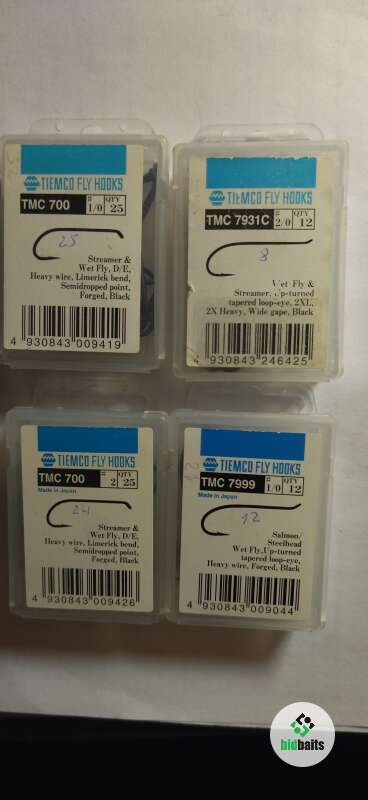 TIEMCO FLY HOOKS
TMC 700
# 1/0
QTY 25
25
Streamer &
Wet Fly, D/E,
Heavy wire, Limerick bend,
Semidropped point,
Forged, Black
4 930843 009419
TIEMCO FLY HOOKS
TMC 7931C
# 2/0
QTY 12
8
Wet Fly &
Streamer, Up-turned
tapered loop-eye, 2XL,
2X Heavy, Wide gape, Black
4 930843 246425
TIEMCO FLY HOOKS
TMC 700
# 2
QTY 25
Made in Japan
24
Streamer &
Wet Fly, D/E,
Heavy wire, Limerick bend,
Semidropped point,
Forged, Black
4 930843 009426
TIEMCO FLY HOOKS
TMC 7999
# 1/0
QTY 12
Made in Japan
12
Salmon/
Steelhead
Wet Fly, Up-turned
tapered loop-eye,
Heavy wire, Forged, Black
4 930843 009044
bidbaits